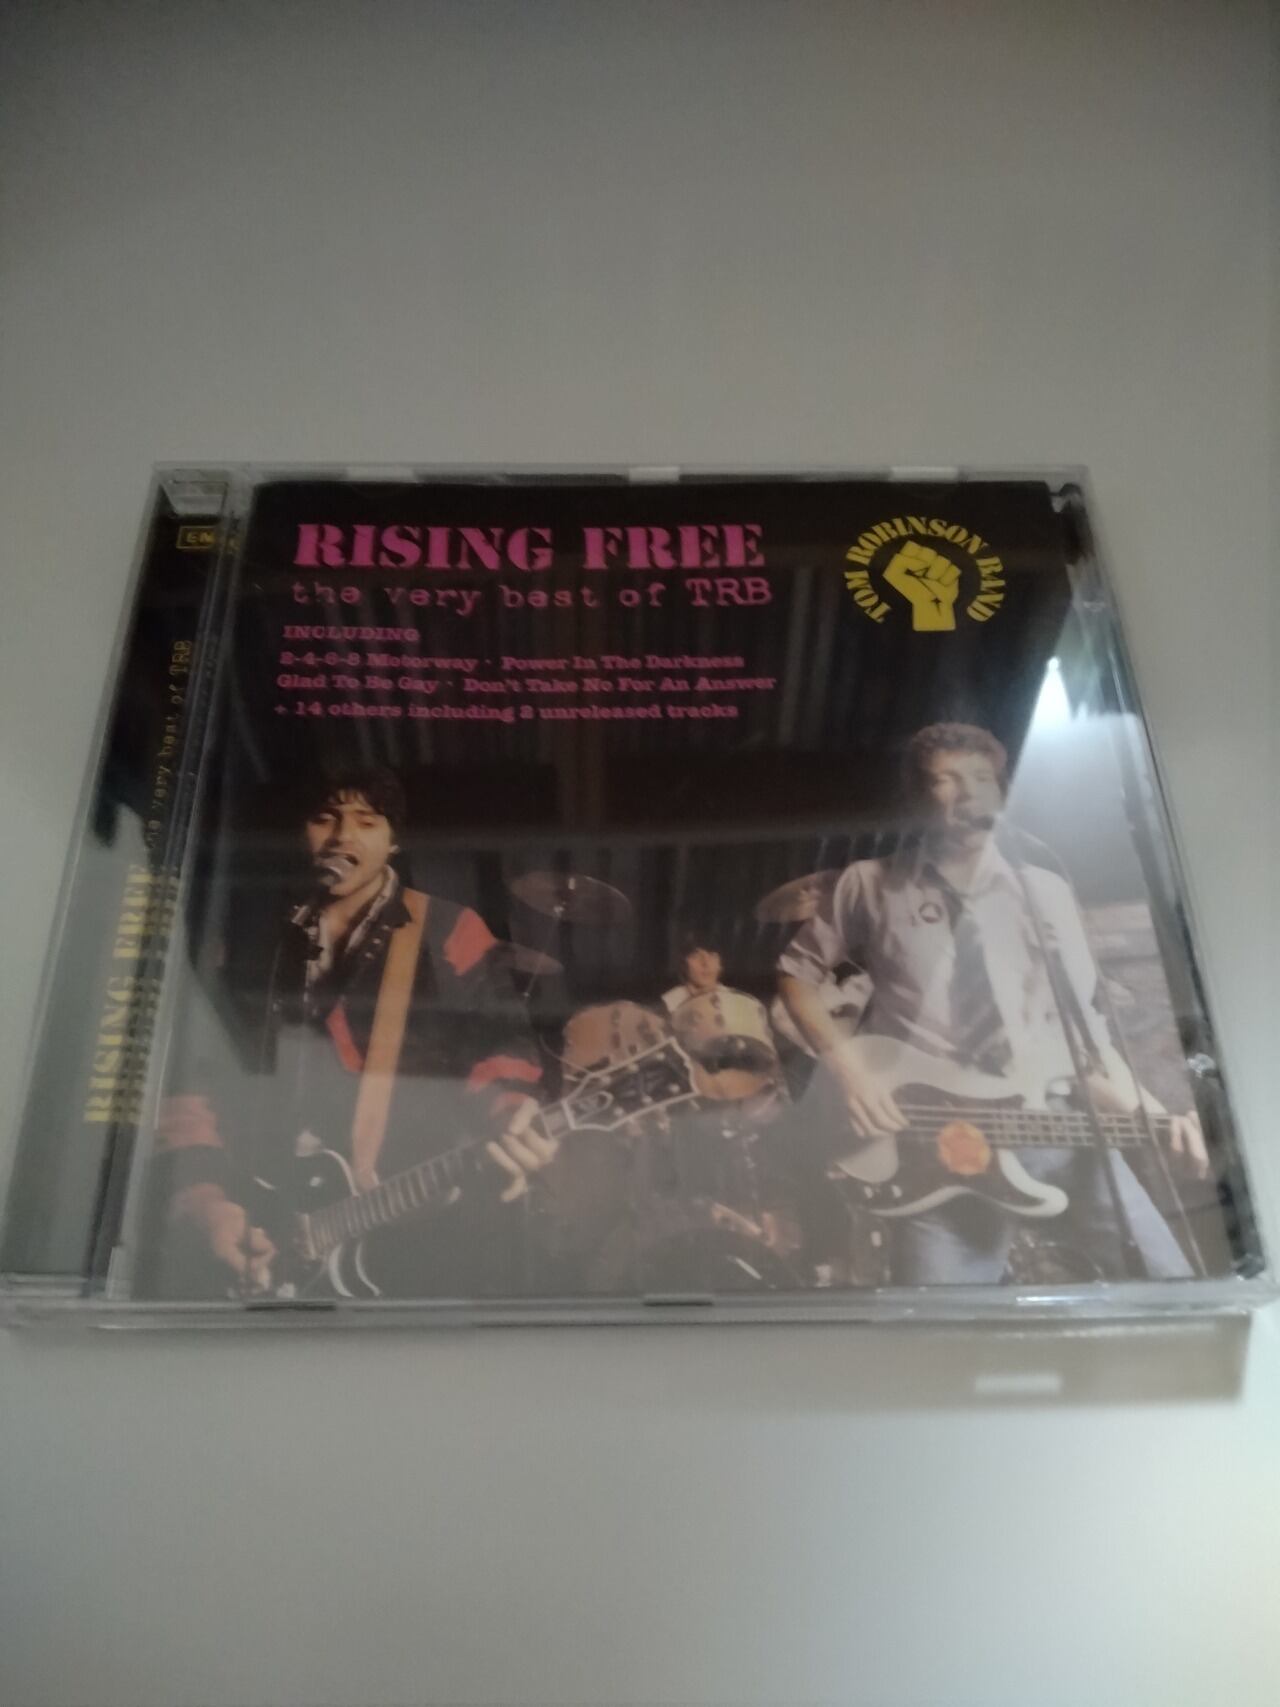 RISING FREE
the very best of TRB
TOM ROBINSON BAND
INCLUDING
2-4-6-8 Motorway · Power In The Darkness
Glad To Be Gay · Don't Take No For An Answer
+ 14 others including 2 unreleased tracks
RISING FREE the very best of TRB